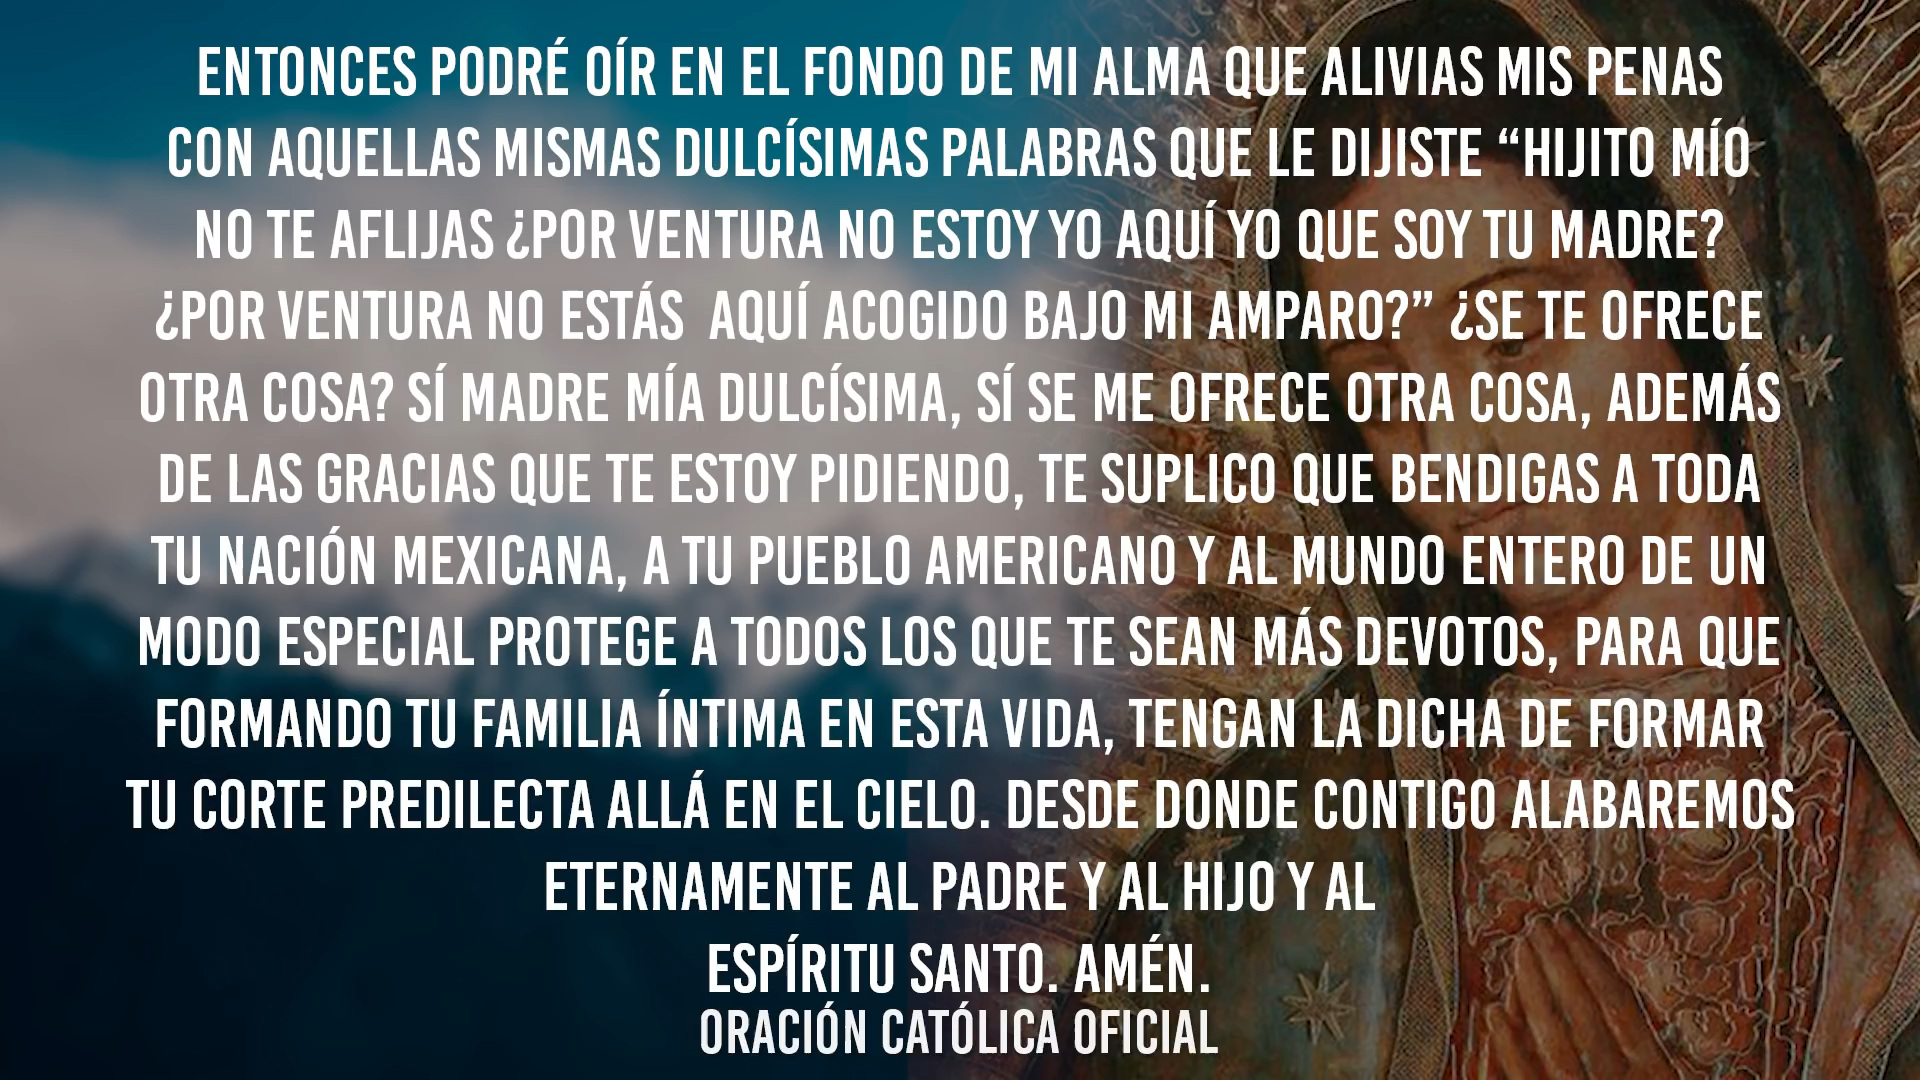 ENTONCES PODRÉ OÍR EN EL FONDO DE MI ALMA QUE ALIVIAS MIS PENAS
CON AQUELLAS MISMAS DULCÍSIMAS PALABRAS QUE LE DIJISTE “HIJITO MÍO
NO TE AFLIJAS ¿POR VENTURA NO ESTOY YO AQUÍ YO QUE SOY TU MADRE?
¿POR VENTURA NO ESTÁS AQUÍ ACOGIDO BAJO MI AMPARO?” ¿SE TE OFRECE
OTRA COSA? SÍ MADRE MÍA DULCÍSIMA, SÍ SE ME OFRECE OTRA COSA, ADEMÁS
DE LAS GRACIAS QUE TE ESTOY PIDIENDO, TE SUPLICO QUE BENDIGAS A TODA
TU NACIÓN MEXICANA, A TU PUEBLO AMERICANO Y AL MUNDO ENTERO DE UN
MODO ESPECIAL PROTEGE A TODOS LOS QUE TE SEAN MÁS DEVOTOS, PARA QUE
FORMANDO TU FAMILIA ÍNTIMA EN ESTA VIDA, TENGAN LA DICHA DE FORMAR
TU CORTE PREDILECTA ALLÁ EN EL CIELO. DESDE DONDE CONTIGO ALABAREMOS
ETERNAMENTE AL PADRE Y AL HIJO Y AL
ESPÍRITU SANTO. AMÉN.
ORACIÓN CATÓLICA OFICIAL